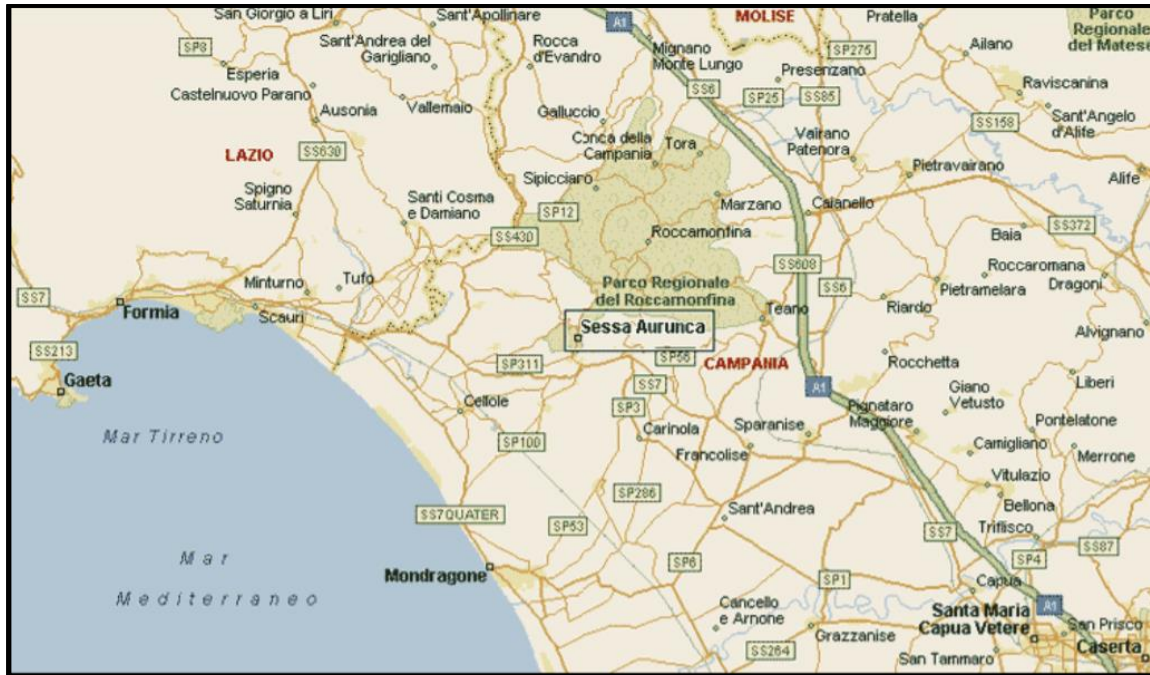 San Giorgio a Liri
Sant'Apollinare
A1
MOLISE
Pratella
Parco
Regionale
del Matese
SP8
Sant'Andrea del
Garigliano
Rocca
d'Evandro
Mignano
Monte Lungo
SP275
Ailano
Esperia
Presenzano
Castelnuovo Parano
Vallemaio
SS6
SP25
SS85
Raviscanina
Ausonia
Galluccio
Sant'Angelo
d'Alife
SS158
LAZIO
SS630
Conca della
Campania
Tora
Vairano
Patenora
Pietravairano
Alife
Spigno
Saturnia
Santi Cosma
e Damiano
Sipicciano
Marzano
Caianello
SP12
SS430
Roccamonfina
SS372
Baia
SS608
Minturno
Tufo
Parco Regionale
del Roccamonfina
SS6
Roccaromana
Dragoni
Pietramelara
SS7
Formia
Scauri
Teano
Riardo
Sessa Aurunca
Alvignano
SS213
SP311
SP56
CAMPANIA
Rocchetta
Gaeta
SS7
A1
Giano
Vetusto
Liberi
Cellole
SP3
Pignataro
Maggiore
Pontelatone
Mar Tirreno
SP100
Carinola
Sparanise
Camigliano
Francolise
Merrone
Vitulazio
SP286
Bellona
SS7QUATER
SP53
Sant'Andrea
Triflisco
SS7
SS87
Mar
Mediterraneo
Mondragone
SP6
SP4
SP1
Capua
Cancello
e Arnone
Santa Maria
Capua Vetere
A1
Grazzanise
San Prisco
SS264
San Tammaro
Caserta